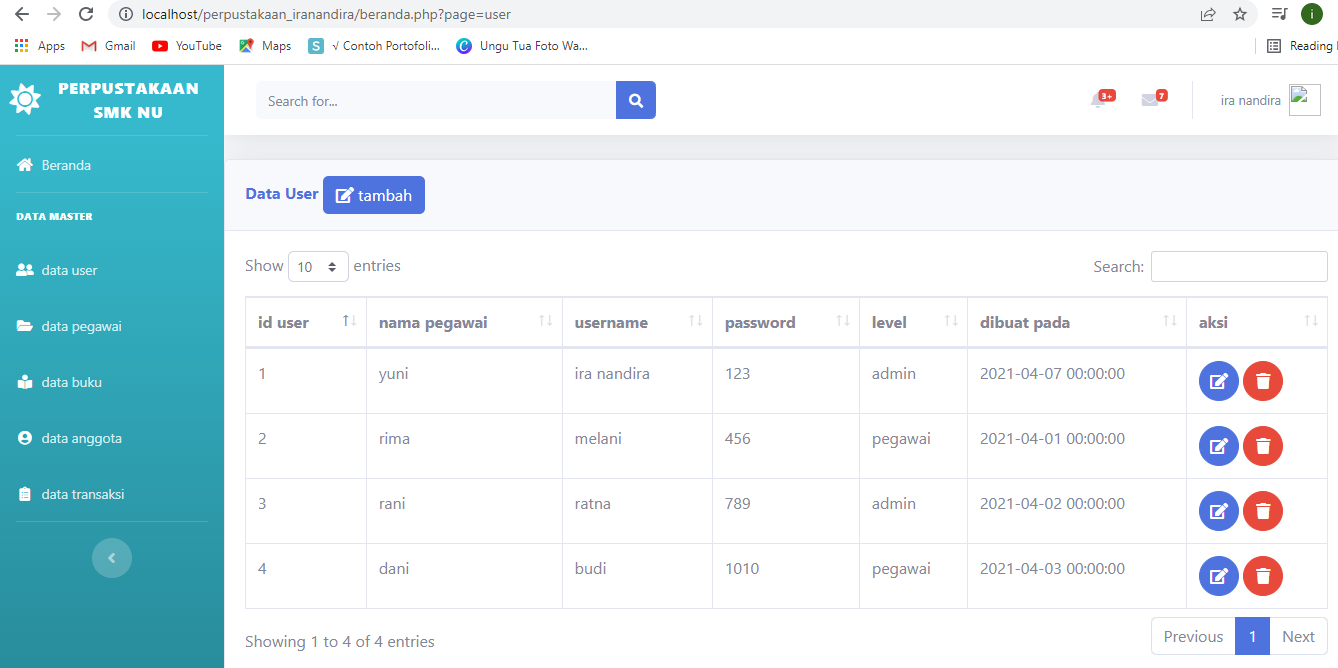 localhost/perpustakaan_iranandira/beranda.php?page=user
i
Apps Gmail YouTube Maps S √ Contoh Portofoli... C Ungu Tua Foto Wa... Reading
PERPUSTAKAAN
SMK NU
Search for...
3+ 7 ira nandira
Beranda
DATA MASTER
data user
data pegawai
data buku
data anggota
data transaksi
Data User tambah
Show 10 entries Search:
id user nama pegawai username password level dibuat pada aksi
1 yuni ira nandira 123 admin 2021-04-07 00:00:00
2 rima melani 456 pegawai 2021-04-01 00:00:00
3 rani ratna 789 admin 2021-04-02 00:00:00
4 dani budi 1010 pegawai 2021-04-03 00:00:00
Showing 1 to 4 of 4 entries Previous 1 Next